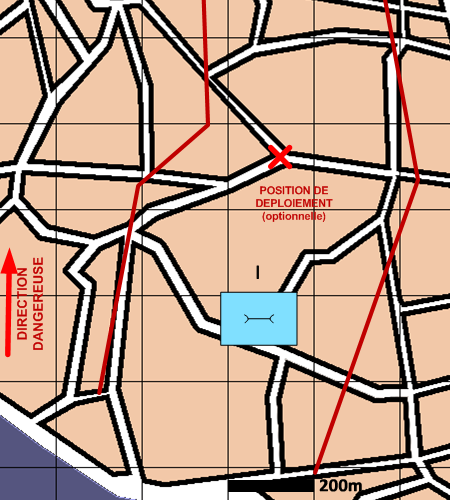 POSITION DE
DEPLOIEMENT
(optionnelle)
I
DIRECTION
DANGEREUSE
200m